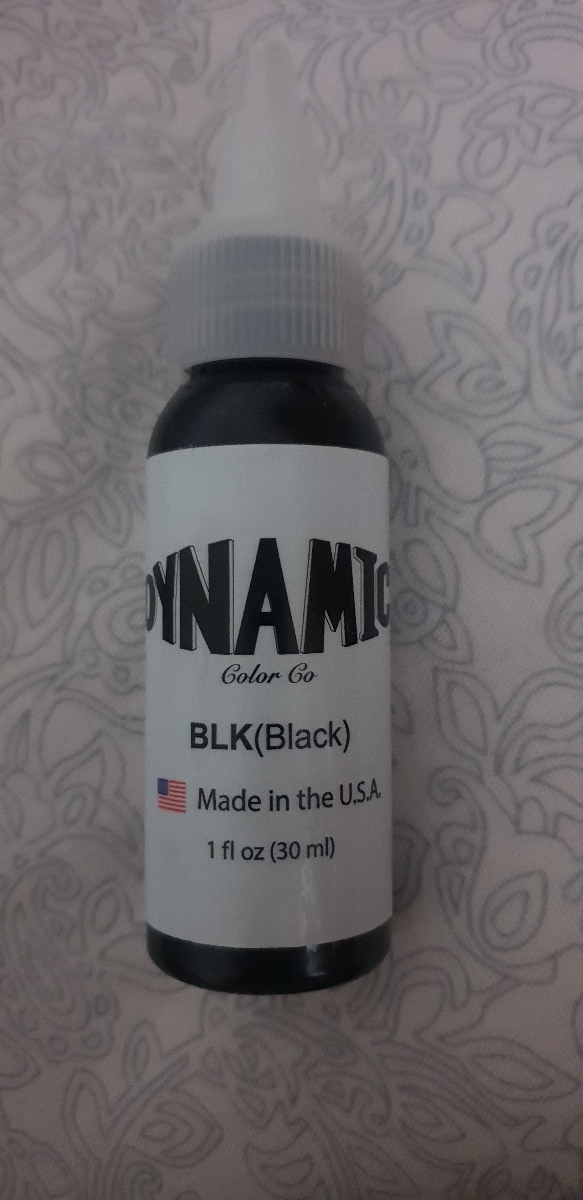 DYNAMIC
Color Co
BLK(Black)
Made in the U.S.A.
1 fl oz (30 ml)